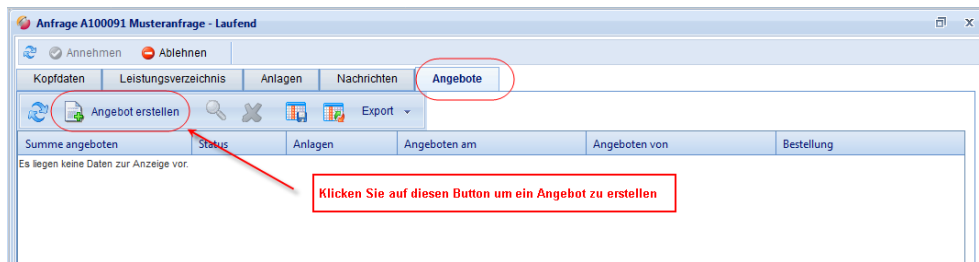 Anfrage A100091 Musteranfrage - Laufend
Annehmen Ablehnen
Kopfdaten Leistungsverzeichnis Anlagen Nachrichten Angebote
Angebot erstellen Export
Summe angeboten Status Anlagen Angeboten am Angeboten von Bestellung
Es liegen keine Daten zur Anzeige vor.
Klicken Sie auf diesen Button um ein Angebot zu erstellen